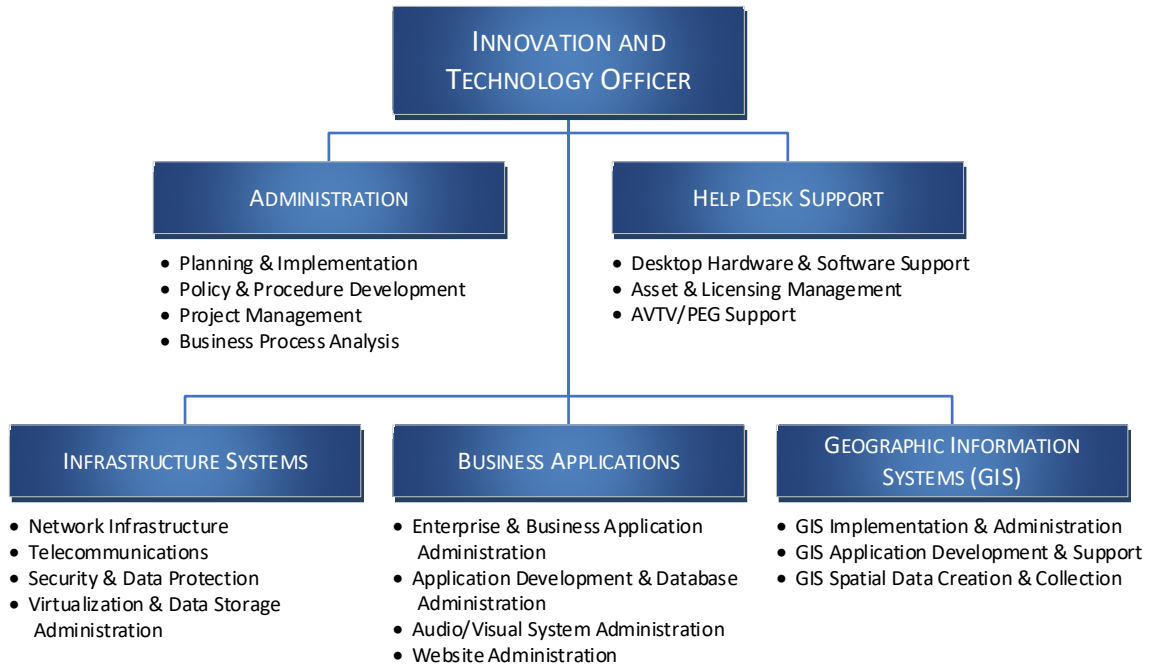 INNOVATION AND
TECHNOLOGY OFFICER
ADMINISTRATION
• Planning & Implementation
• Policy & Procedure Development
• Project Management
• Business Process Analysis
HELP DESK SUPPORT
• Desktop Hardware & Software Support
• Asset & Licensing Management
• AVTV/PEG Support
INFRASTRUCTURE SYSTEMS
• Network Infrastructure
• Telecommunications
• Security & Data Protection
• Virtualization & Data Storage
Administration
BUSINESS APPLICATIONS
• Enterprise & Business Application
Administration
• Application Development & Database
Administration
• Audio/Visual System Administration
• Website Administration
GEOGRAPHIC INFORMATION
SYSTEMS (GIS)
• GIS Implementation & Administration
• GIS Application Development & Support
• GIS Spatial Data Creation & Collection